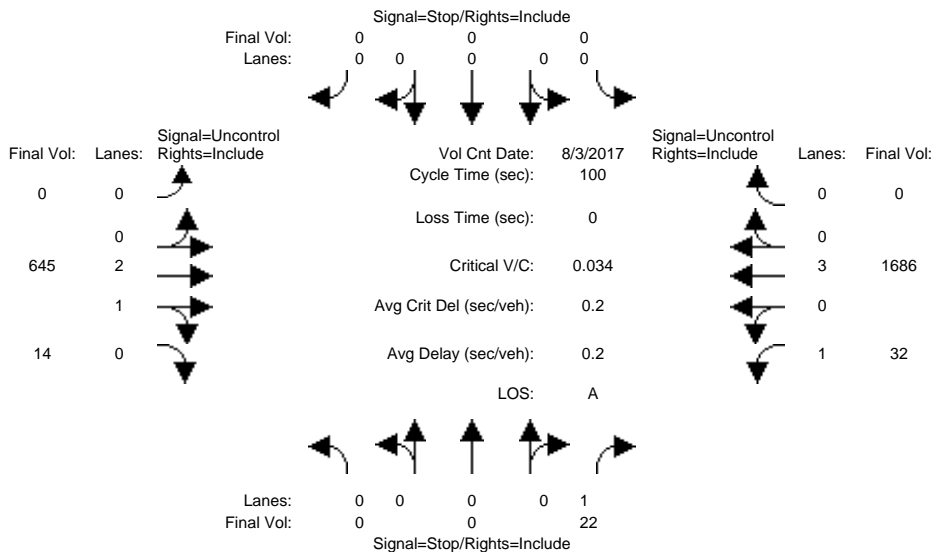 Signal=Stop/Rights=Include
Final Vol: 0 0 0
Lanes: 0 0 0 0 0
Signal=Uncontrol Signal=Uncontrol
Final Vol: Lanes: Rights=Include Vol Cnt Date: 8/3/2017 Rights=Include Lanes: Final Vol:
Cycle Time (sec): 100
0 0 0 0
Loss Time (sec): 0
0 0
645 2 Critical V/C: 0.034 3 1686
1 Avg Crit Del (sec/veh): 0.2 0
14 0 Avg Delay (sec/veh): 0.2 1 32
LOS: A
Lanes: 0 0 0 0 1
Final Vol: 0 0 22
Signal=Stop/Rights=Include